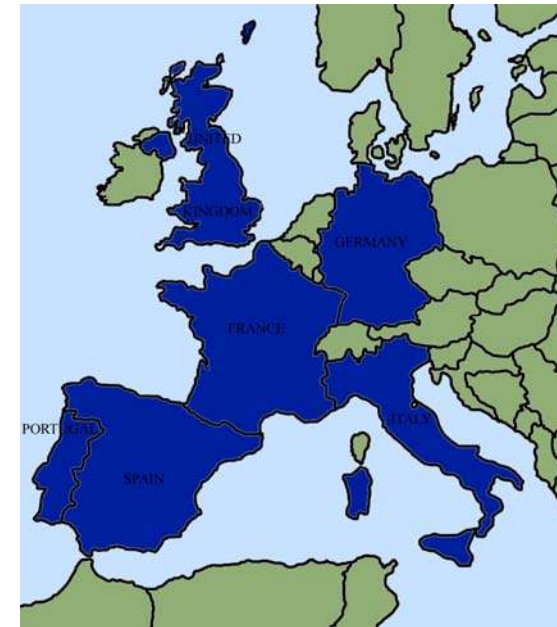 UNITED
KINGDOM
GERMANY
FRANCE
ITALY
PORTUGAL
SPAIN